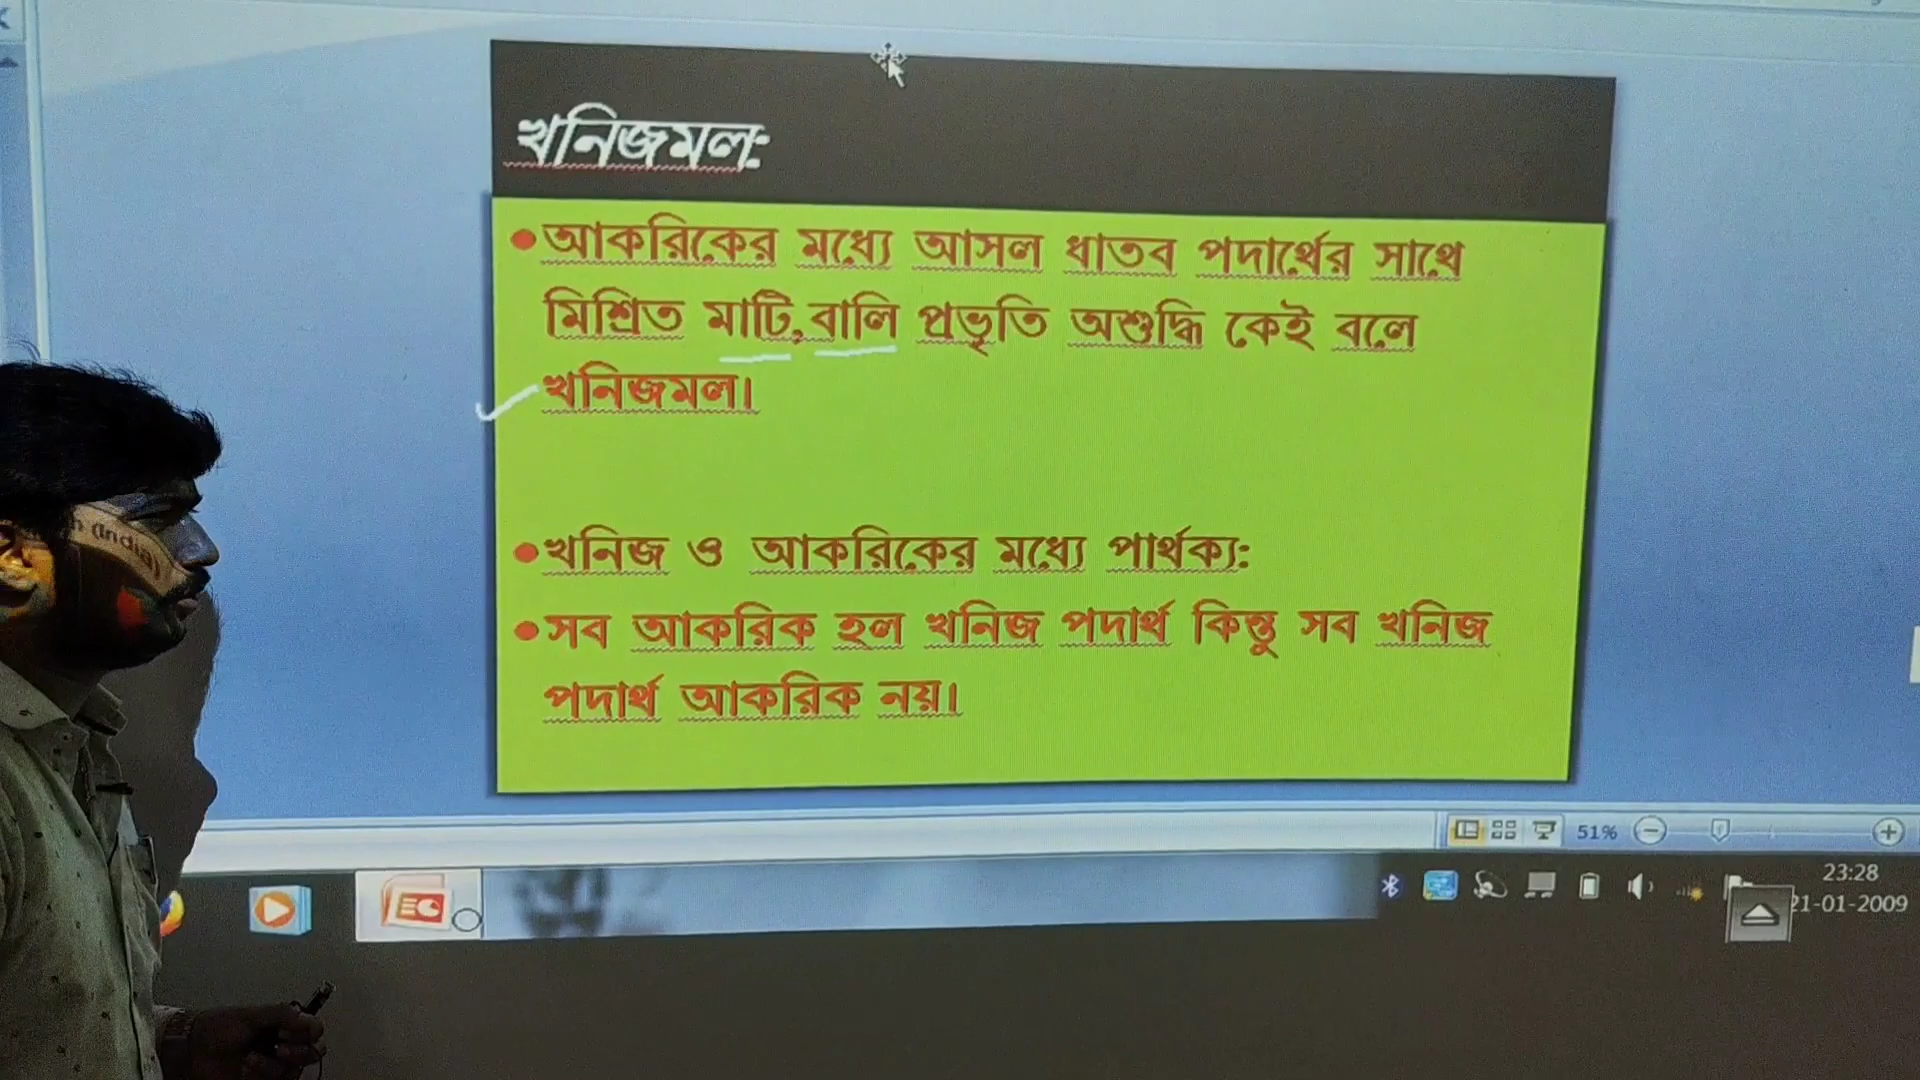 খনিজমল:
•আকরিকের মধ্যে আসল ধাতব পদার্থের সাথে
মিশ্রিত মাটি,বালি প্রভৃতি অশুদ্ধি কেই বলে
খনিজমল।
•খনিজ ও আকরিকের মধ্যে পার্থক্য:
•সব আকরিক হল খনিজ পদার্থ কিন্তু সব খনিজ
পদার্থ আকরিক নয়।
(India)
51%
23:28
21-01-2009